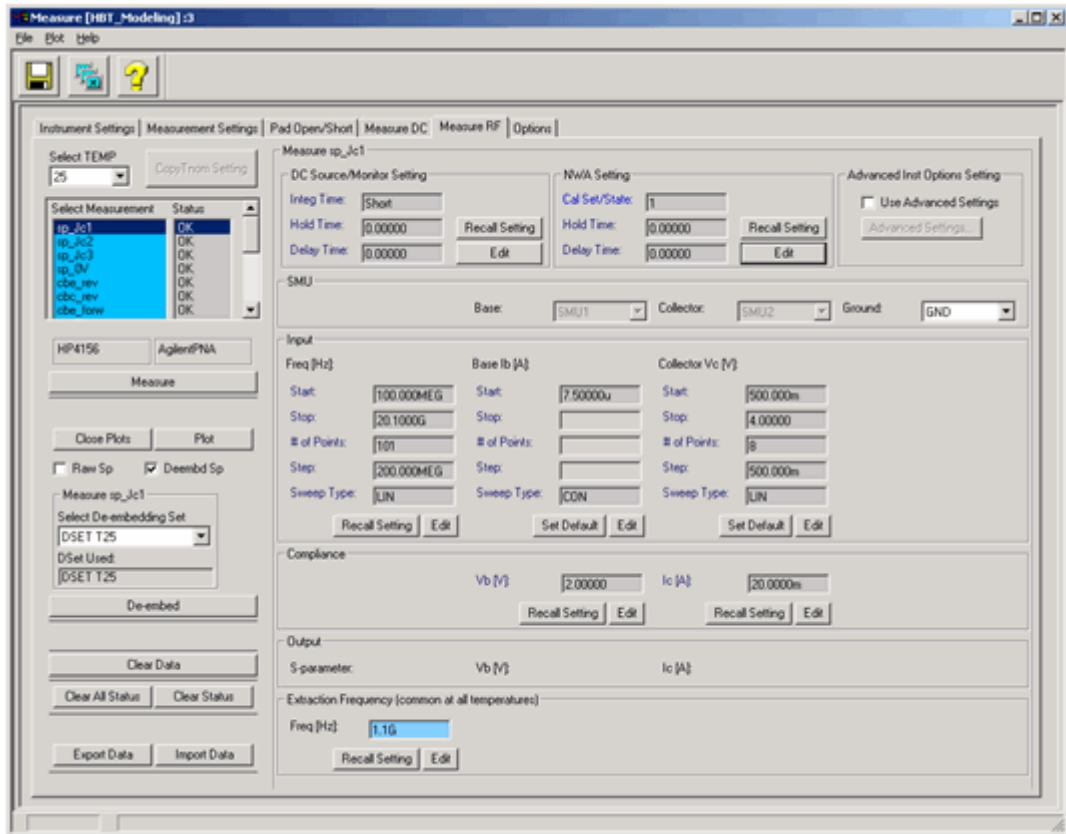 Measure [HBT_Modeling] :3
File Plot Help
Instrument Settings Measurement Settings Pad Open/Short Measure DC Measure RF Options
Select TEMP
25
CopyTnom Setting
Select Measurement Status
sp_Jc1 OK
sp_Jc2 OK
sp_Jc3 OK
sp_0V OK
cbe_rev OK
cbc_rev OK
cbe_forw OK
HP4156 AgilentPNA
Measure
Close Plots Plot
Raw Sp Deembd Sp
Measure sp_Jc1
Select De-embedding Set
DSET T25
DSet Used:
DSET T25
De-embed
Clear Data
Clear All Status Clear Status
Export Data Import Data
Measure sp_Jc1
DC Source/Monitor Setting
Integ Time: Short
Hold Time: 0.00000 Recall Setting
Delay Time: 0.00000 Edit
NWA Setting
Cal Set/State: 1
Hold Time: 0.00000 Recall Setting
Delay Time: 0.00000 Edit
Advanced Inst Options Setting
Use Advanced Settings
Advanced Settings...
SMU
Base: SMU1 Collector: SMU2 Ground: GND
Input
Freq [Hz]: Base Ib [A]: Collector Vc [V]:
Start: 100.000MEG Start: 7.50000u Start: 500.000m
Stop: 20.1000G Stop: Stop: 4.00000
# of Points: 101 # of Points: # of Points: 8
Step: 200.000MEG Step: Step: 500.000m
Sweep Type: LIN Sweep Type: CON Sweep Type: LIN
Recall Setting Edit Set Default Edit Set Default Edit
Compliance
Vb [V]: 2.00000 Ic [A]: 20.0000m
Recall Setting Edit Recall Setting Edit
Output
S-parameter: Vb [V]: Ic [A]:
Extraction Frequency (common at all temperatures)
Freq [Hz]: 1.1G
Recall Setting Edit